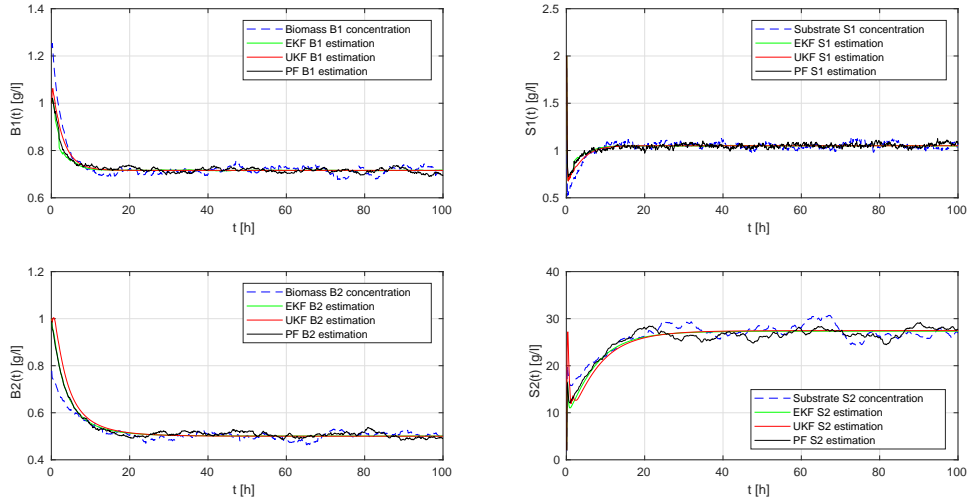 1.4
1.2
1
0.8
0.6
B1(t) [g/l]
Biomass B1 concentration
EKF B1 estimation
UKF B1 estimation
PF B1 estimation
0 20 40 60 80 100
t [h]
2.5
2
1.5
1
0.5
S1(t) [g/l]
Substrate S1 concentration
EKF S1 estimation
UKF S1 estimation
PF S1 estimation
0 20 40 60 80 100
t [h]
1.2
1
0.8
0.6
0.4
B2(t) [g/l]
Biomass B2 concentration
EKF B2 estimation
UKF B2 estimation
PF B2 estimation
0 20 40 60 80 100
t [h]
40
30
20
10
0
S2(t) [g/l]
Substrate S2 concentration
EKF S2 estimation
UKF S2 estimation
PF S2 estimation
0 20 40 60 80 100
t [h]